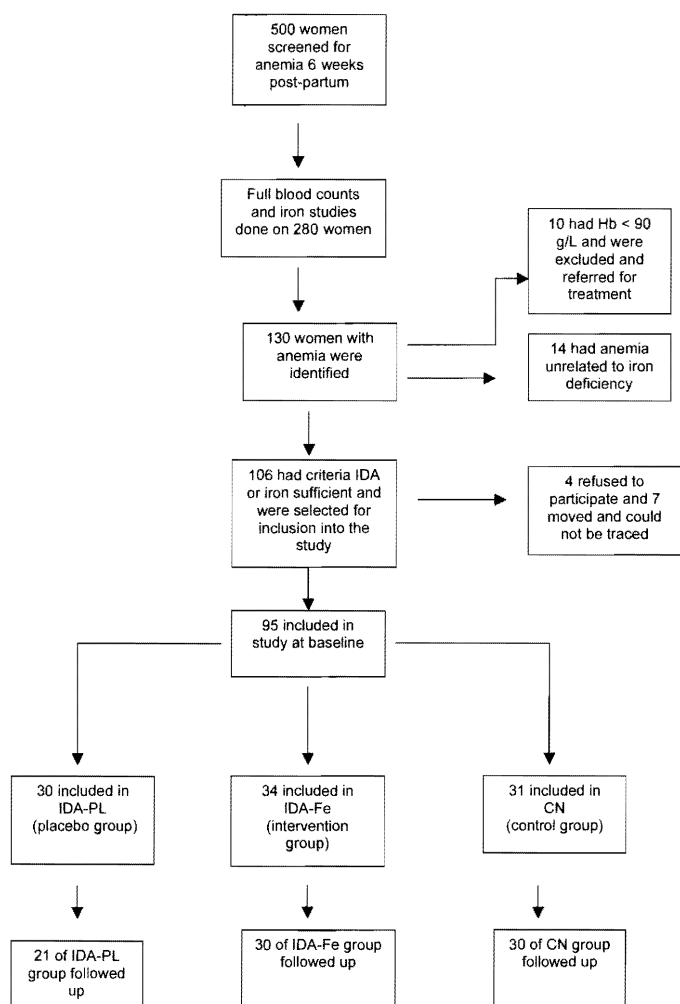 500 women
screened for
anemia 6 weeks
post-partum
Full blood counts
and iron studies
done on 280 women
10 had Hb < 90
g/L and were
excluded and
referred for
treatment
130 women with
anemia were
identified
14 had anemia
unrelated to iron
deficiency
106 had criteria IDA
or iron sufficient and
were selected for
inclusion into the
study
4 refused to
participate and 7
moved and could
not be traced
95 included in
study at baseline
30 included in
IDA-PL
(placebo group)
34 included in
IDA-Fe
(intervention
group)
31 included in
CN
(control group)
21 of IDA-PL
group followed
up
30 of IDA-Fe group
followed up
30 of CN group
followed up